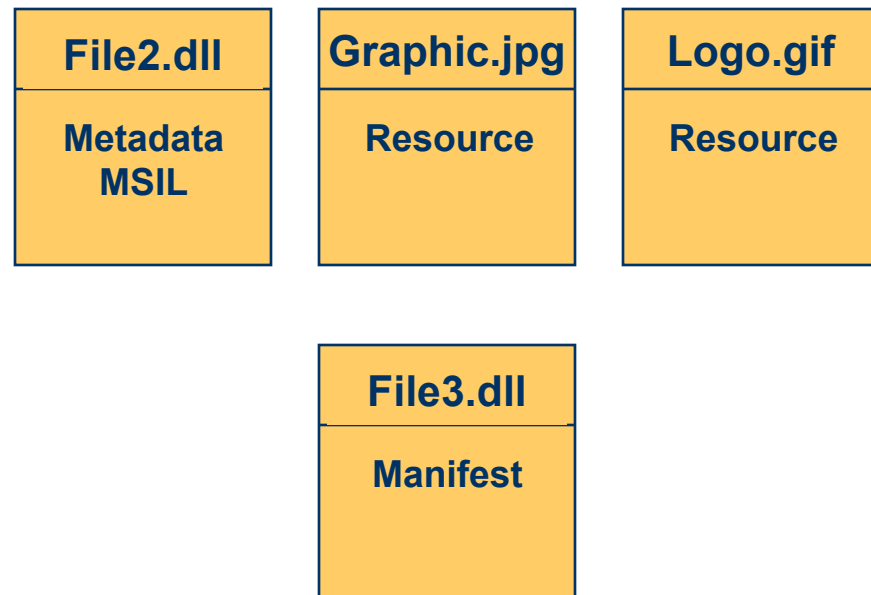 File2.dll
Metadata
MSIL
Graphic.jpg
Resource
Logo.gif
Resource
File3.dll
Manifest